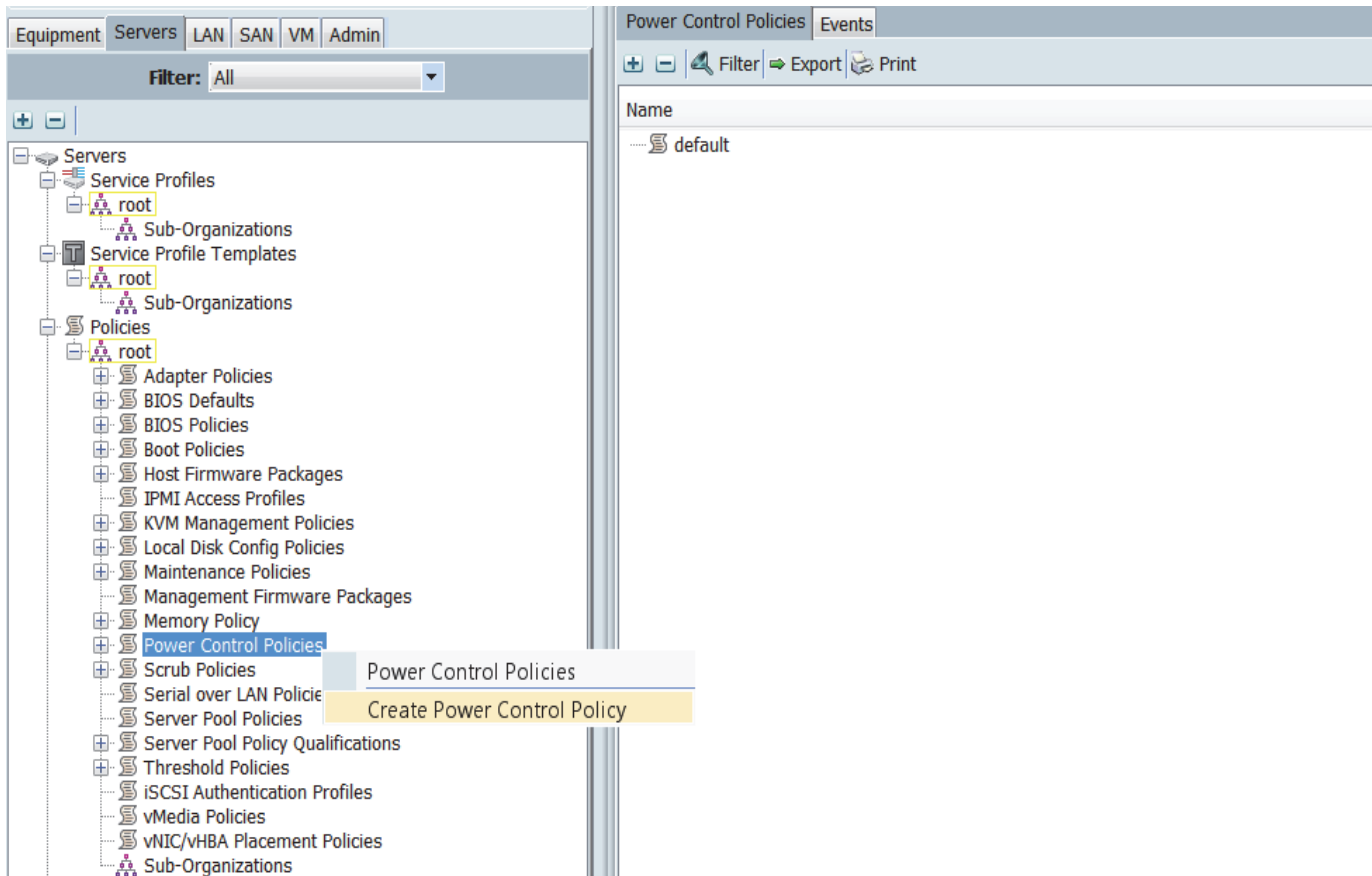 Equipment Servers LAN SAN VM Admin
Filter: All
Servers
Service Profiles
root
Sub-Organizations
T Service Profile Templates
root
Sub-Organizations
Policies
root
Adapter Policies
BIOS Defaults
BIOS Policies
Boot Policies
Host Firmware Packages
IPMI Access Profiles
KVM Management Policies
Local Disk Config Policies
Maintenance Policies
Management Firmware Packages
Memory Policy
Power Control Policies
Scrub Policies
Serial over LAN Policie
Server Pool Policies
Server Pool Policy Qualifications
Threshold Policies
iSCSI Authentication Profiles
vMedia Policies
vNIC/vHBA Placement Policies
Sub-Organizations
Power Control Policies
Create Power Control Policy
Power Control Policies Events
Filter Export Print
Name
default